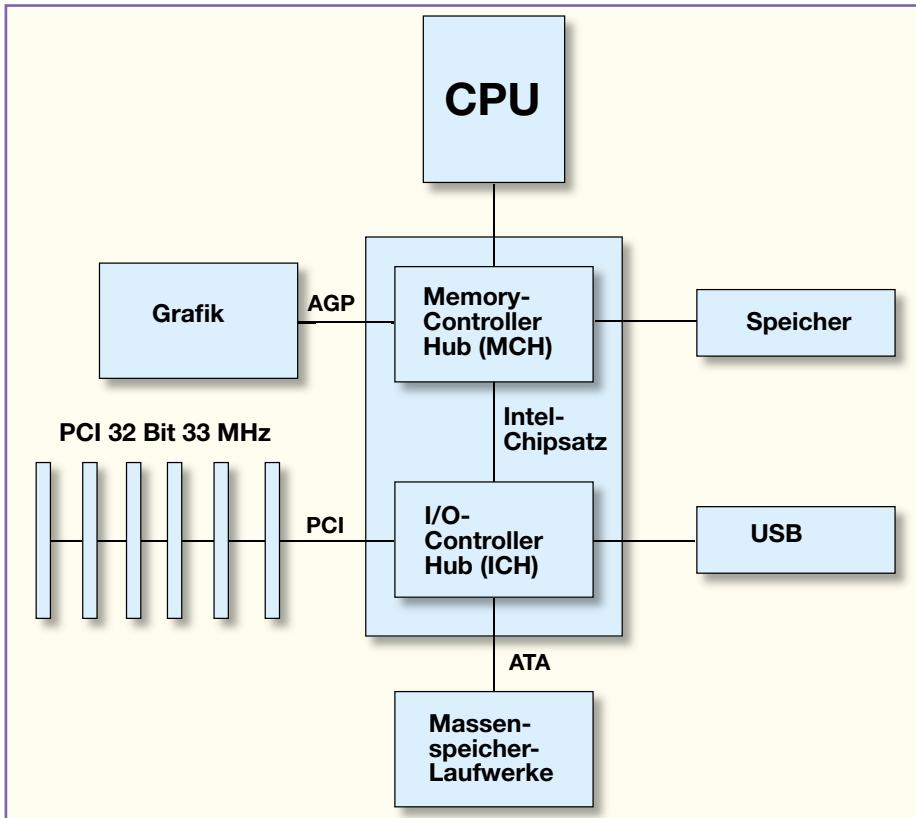 CPU
Grafik
AGP
Memory-
Controller
Hub (MCH)
Speicher
Intel-
Chipsatz
PCI 32 Bit 33 MHz
PCI
I/O-
Controller
Hub (ICH)
USB
ATA
Massen-
speicher-
Laufwerke